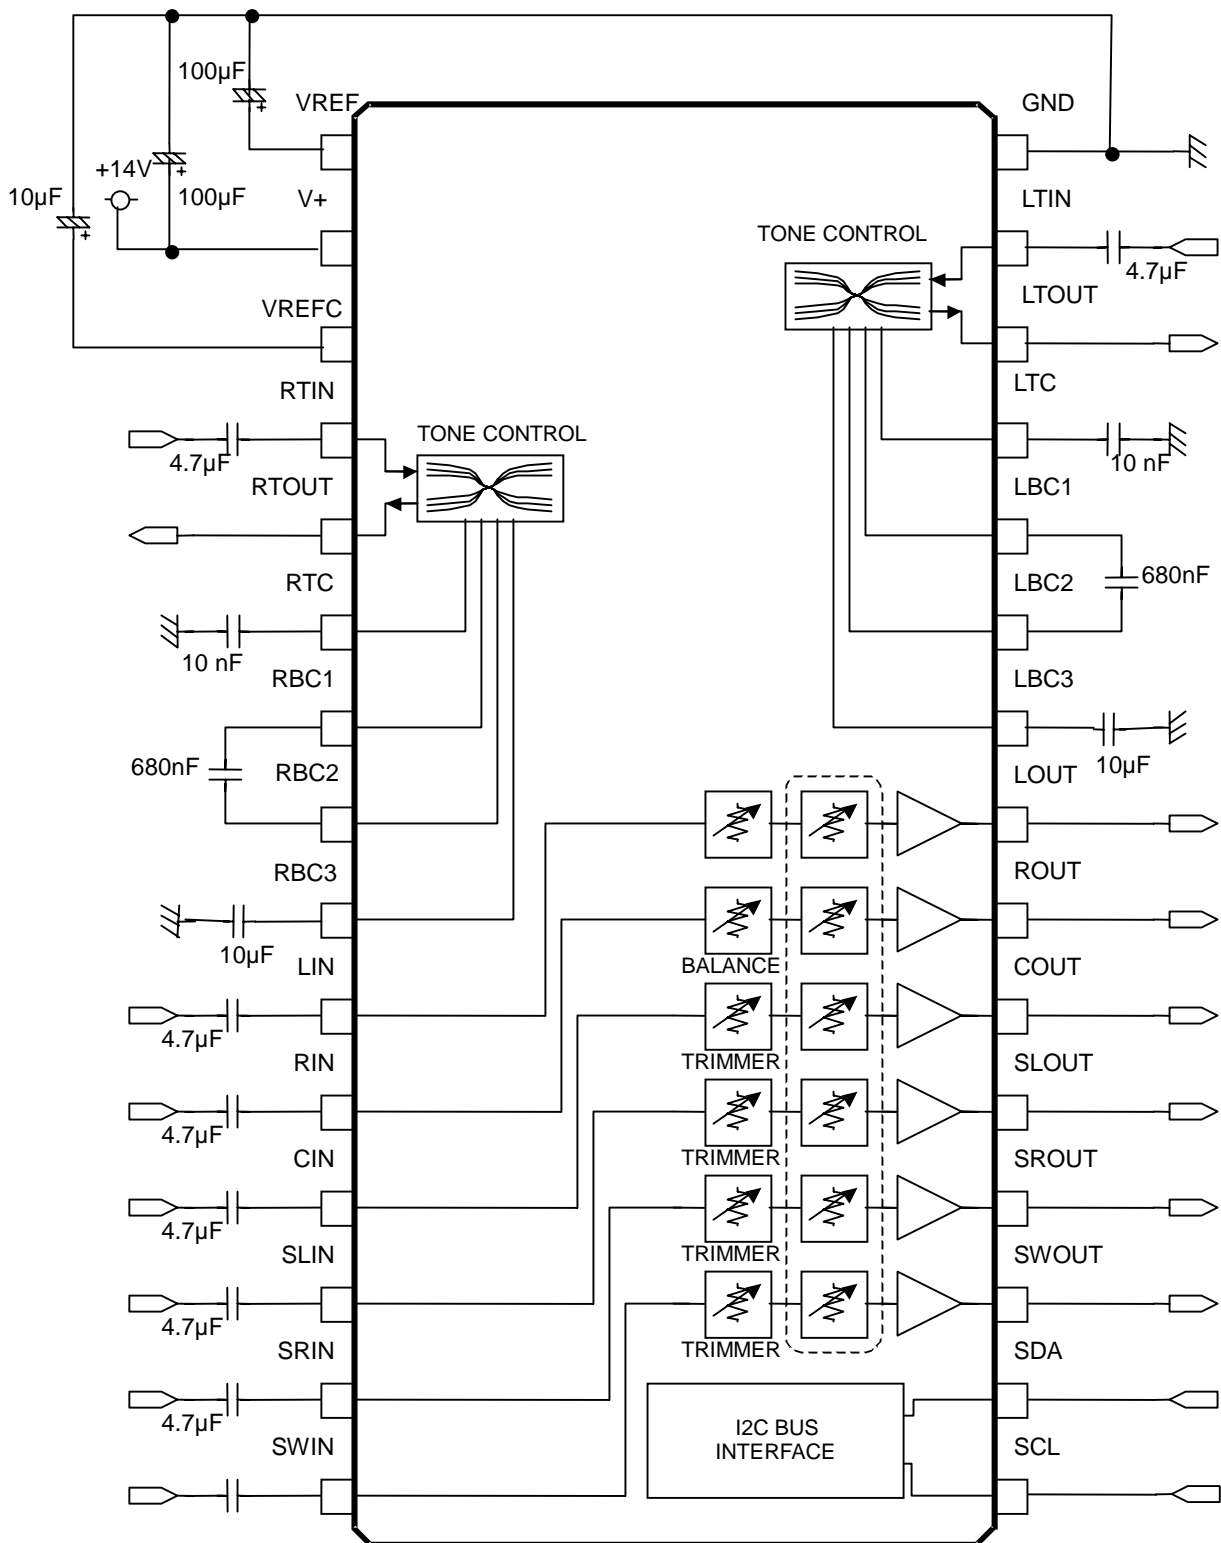 100µF
VREF
GND
+14V
10µF
100µF
V+
LTIN
TONE CONTROL
4.7µF
VREFC
LTOUT
RTIN
LTC
TONE CONTROL
4.7µF
10 nF
RTOUT
LBC1
RTC
LBC2
680nF
10 nF
RBC1
LBC3
680nF
RBC2
LOUT
10µF
RBC3
ROUT
10µF
LIN
BALANCE
COUT
4.7µF
RIN
TRIMMER
SLOUT
4.7µF
CIN
TRIMMER
SROUT
4.7µF
SLIN
TRIMMER
SWOUT
4.7µF
SRIN
TRIMMER
SDA
4.7µF
SWIN
I2C BUS
INTERFACE
SCL